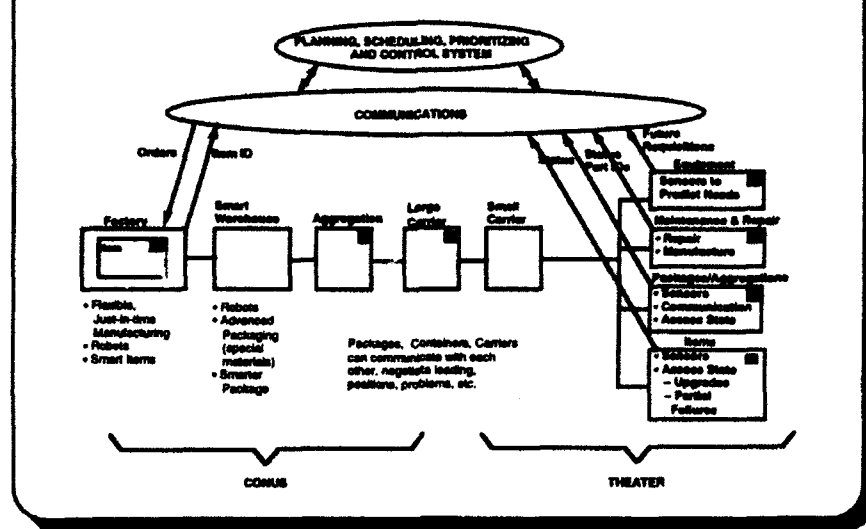 PLANNING, SCHEDULING, PRIORITIZING
AND CONTROL SYSTEM
COMMUNICATIONS
Orders
Item ID
Status
Status
Part IDs
Future
Requisitions
Factory
Item
Smart
Warehouse
Aggregation
Large
Carrier
Small
Carrier
Equipment
Sensors to
Predict Needs
Maintenance & Repair
• Repair
• Manufacture
Packages/Aggregations
• Sensors
• Communication
• Assess State
Items
• Sensors
• Assess State
– Upgrades
– Partial
Failures
• Flexible,
Just-in-time
Manufacturing
• Robots
• Smart Items
• Robots
• Advanced
Packaging
(special
materials)
• Smarter
Package
Packages, Containers, Carriers
can communicate with each
other, negotiate loading,
positions, problems, etc.
CONUS
THEATER